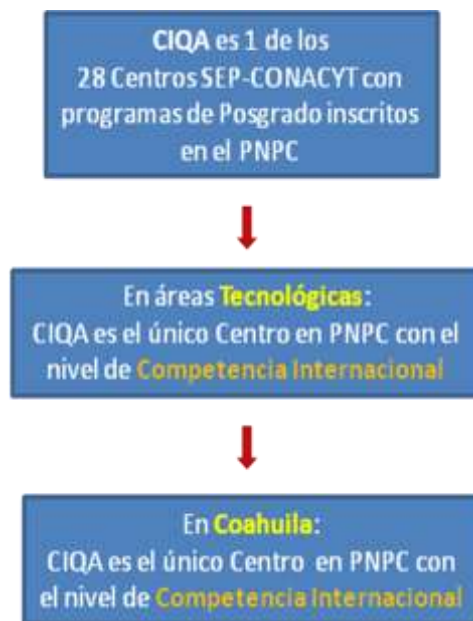 CIQA es 1 de los
28 Centros SEP-CONACYT con
programas de Posgrado inscritos
en el PNPC
En áreas Tecnológicas:
CIQA es el único Centro en PNPC con el
nivel de Competencia Internacional
En Coahuila:
CIQA es el único Centro en PNPC con
el nivel de Competencia Internacional